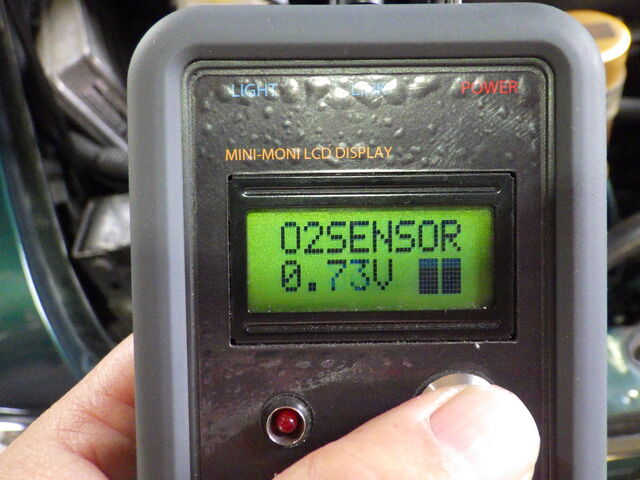 LIGHT LINK POWER
MINI-MONI LCD DISPLAY
O2SENSOR
0.73V